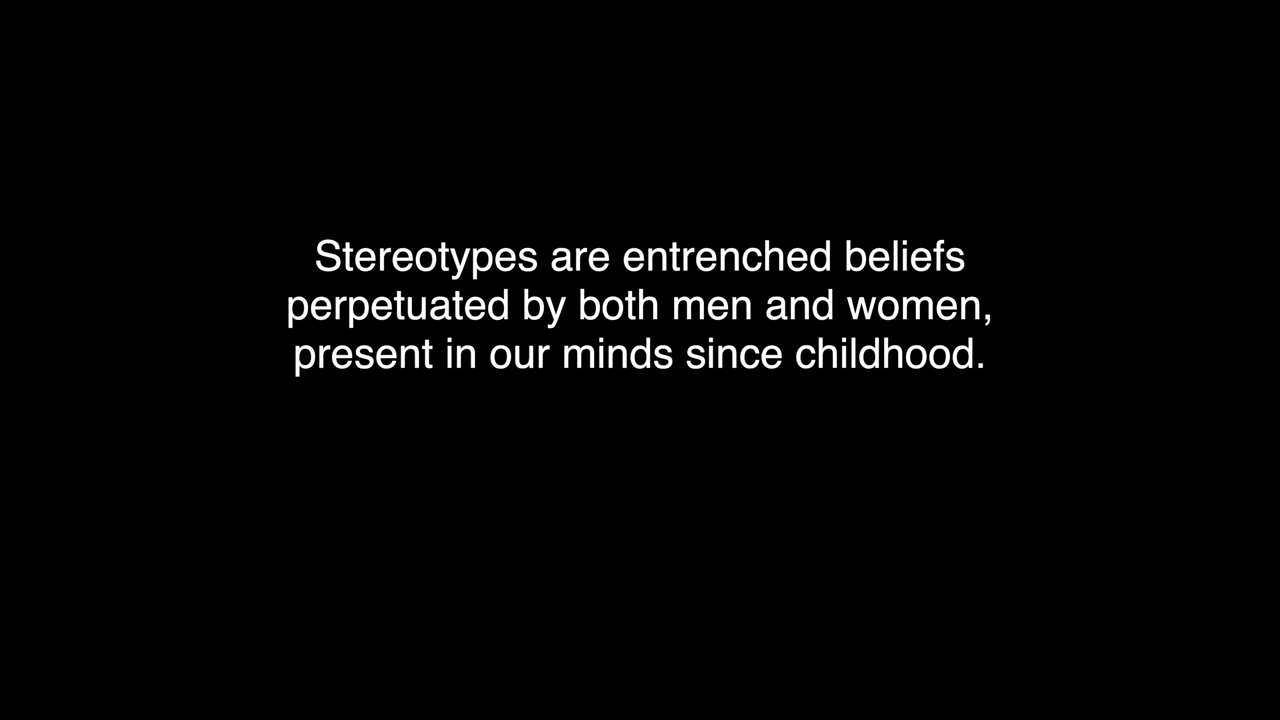 Stereotypes are entrenched beliefs
perpetuated by both men and women,
present in our minds since childhood.